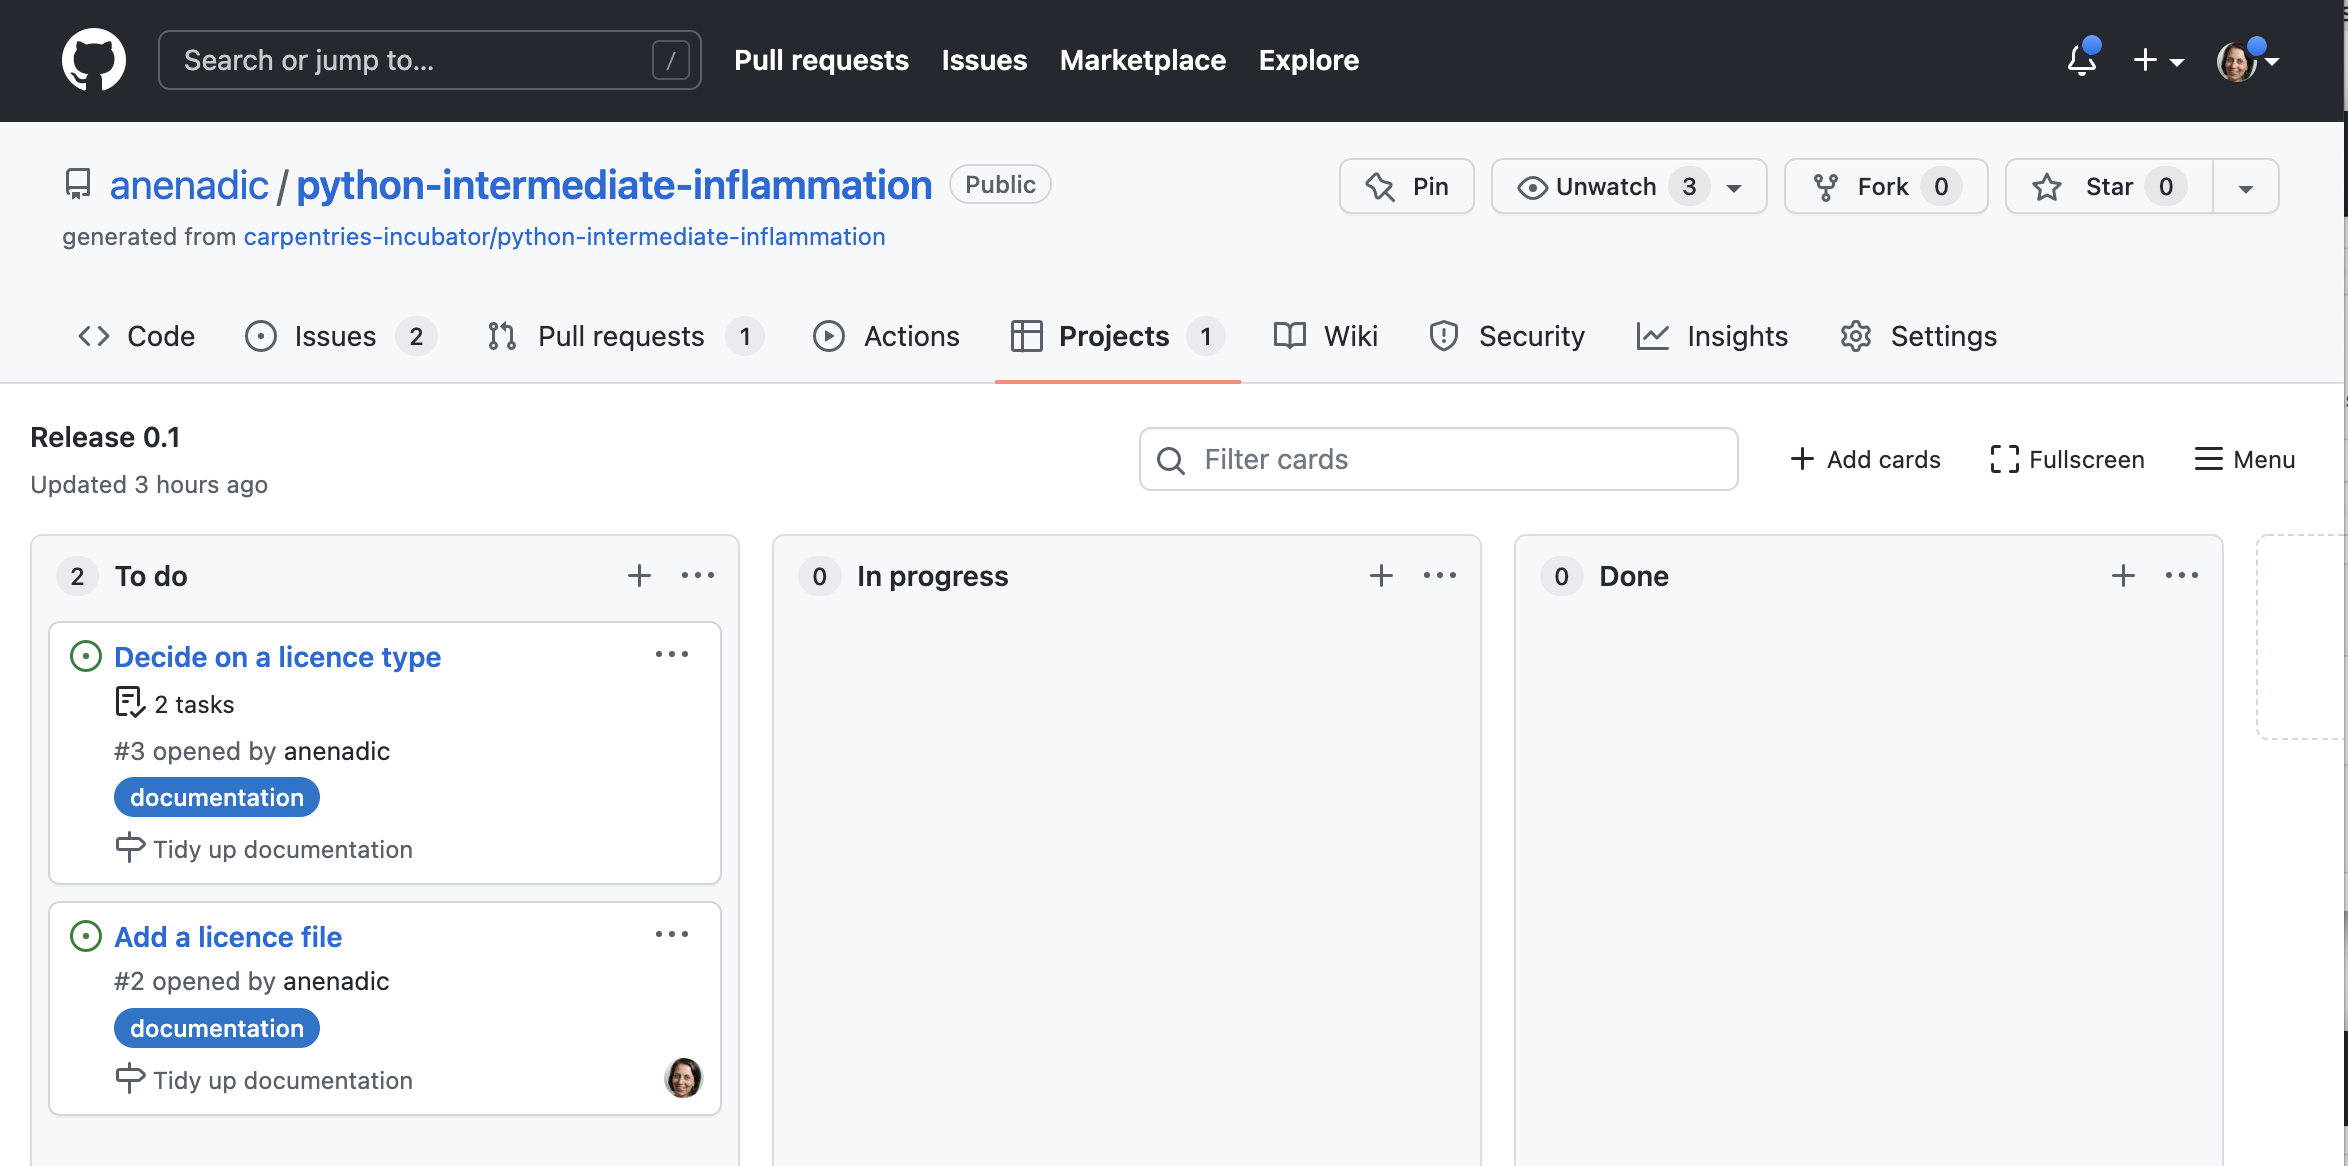 Search or jump to... /
Pull requests Issues Marketplace Explore
anenadic / python-intermediate-inflammation Public
Pin Unwatch 3 Fork 0 Star 0
generated from carpentries-incubator/python-intermediate-inflammation
Code Issues 2 Pull requests 1 Actions Projects 1 Wiki Security Insights Settings
Release 0.1
Updated 3 hours ago
Filter cards
+ Add cards Fullscreen Menu
2 To do
Decide on a licence type
2 tasks
#3 opened by anenadic
documentation
Tidy up documentation
Add a licence file
#2 opened by anenadic
documentation
Tidy up documentation
0 In progress
0 Done